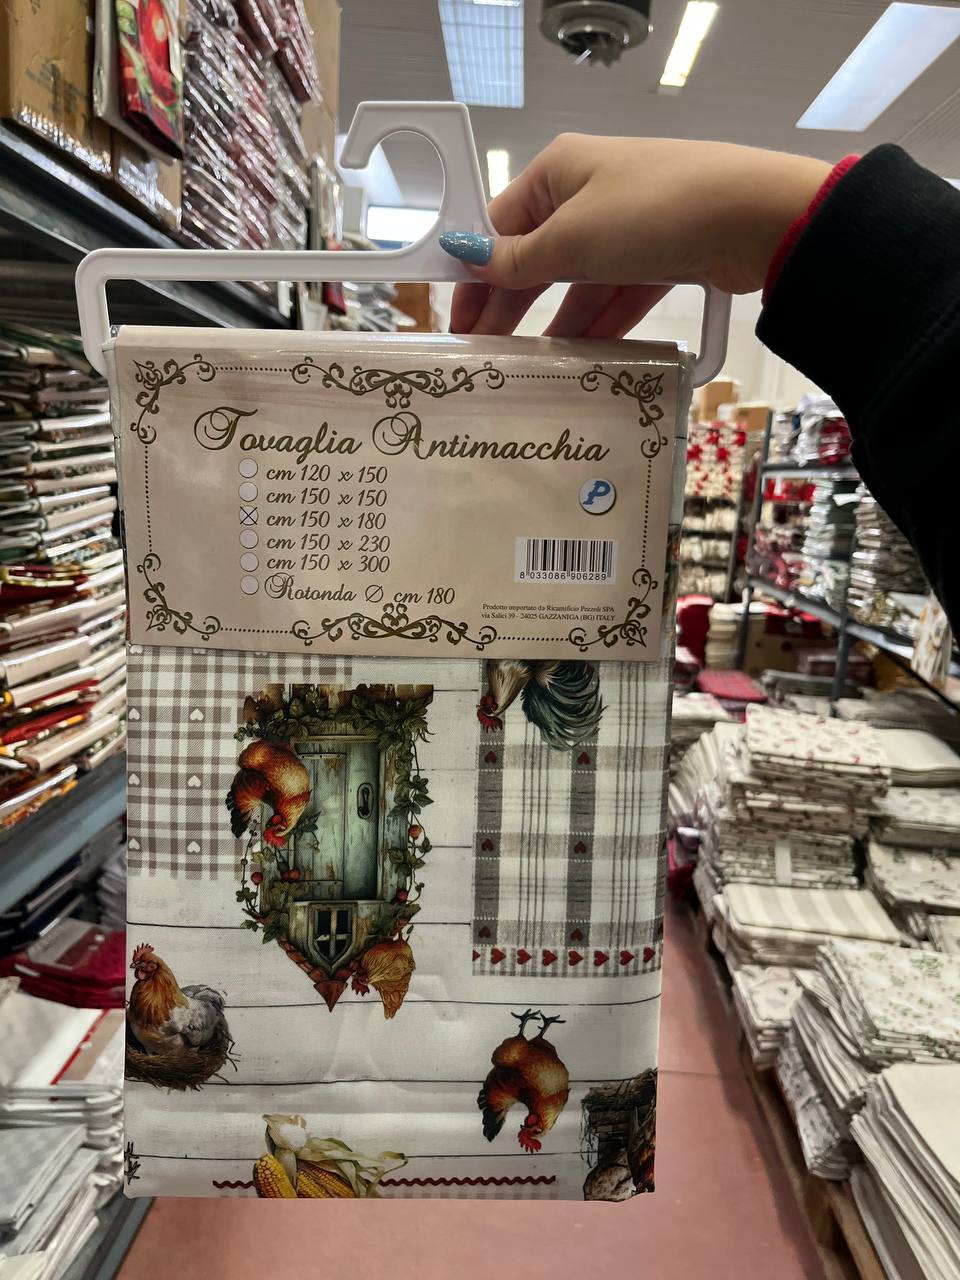 Tovaglia Antimacchia
cm 120 x 150
cm 150 x 150
cm 150 x 180
cm 150 x 230
cm 150 x 300
Rotonda Ø cm 180
P
8 033086 906289
Prodotto importato da Ricamificio Pezzoli SPA
via Salici 39 - 24025 GAZZANIGA (BG) ITALY